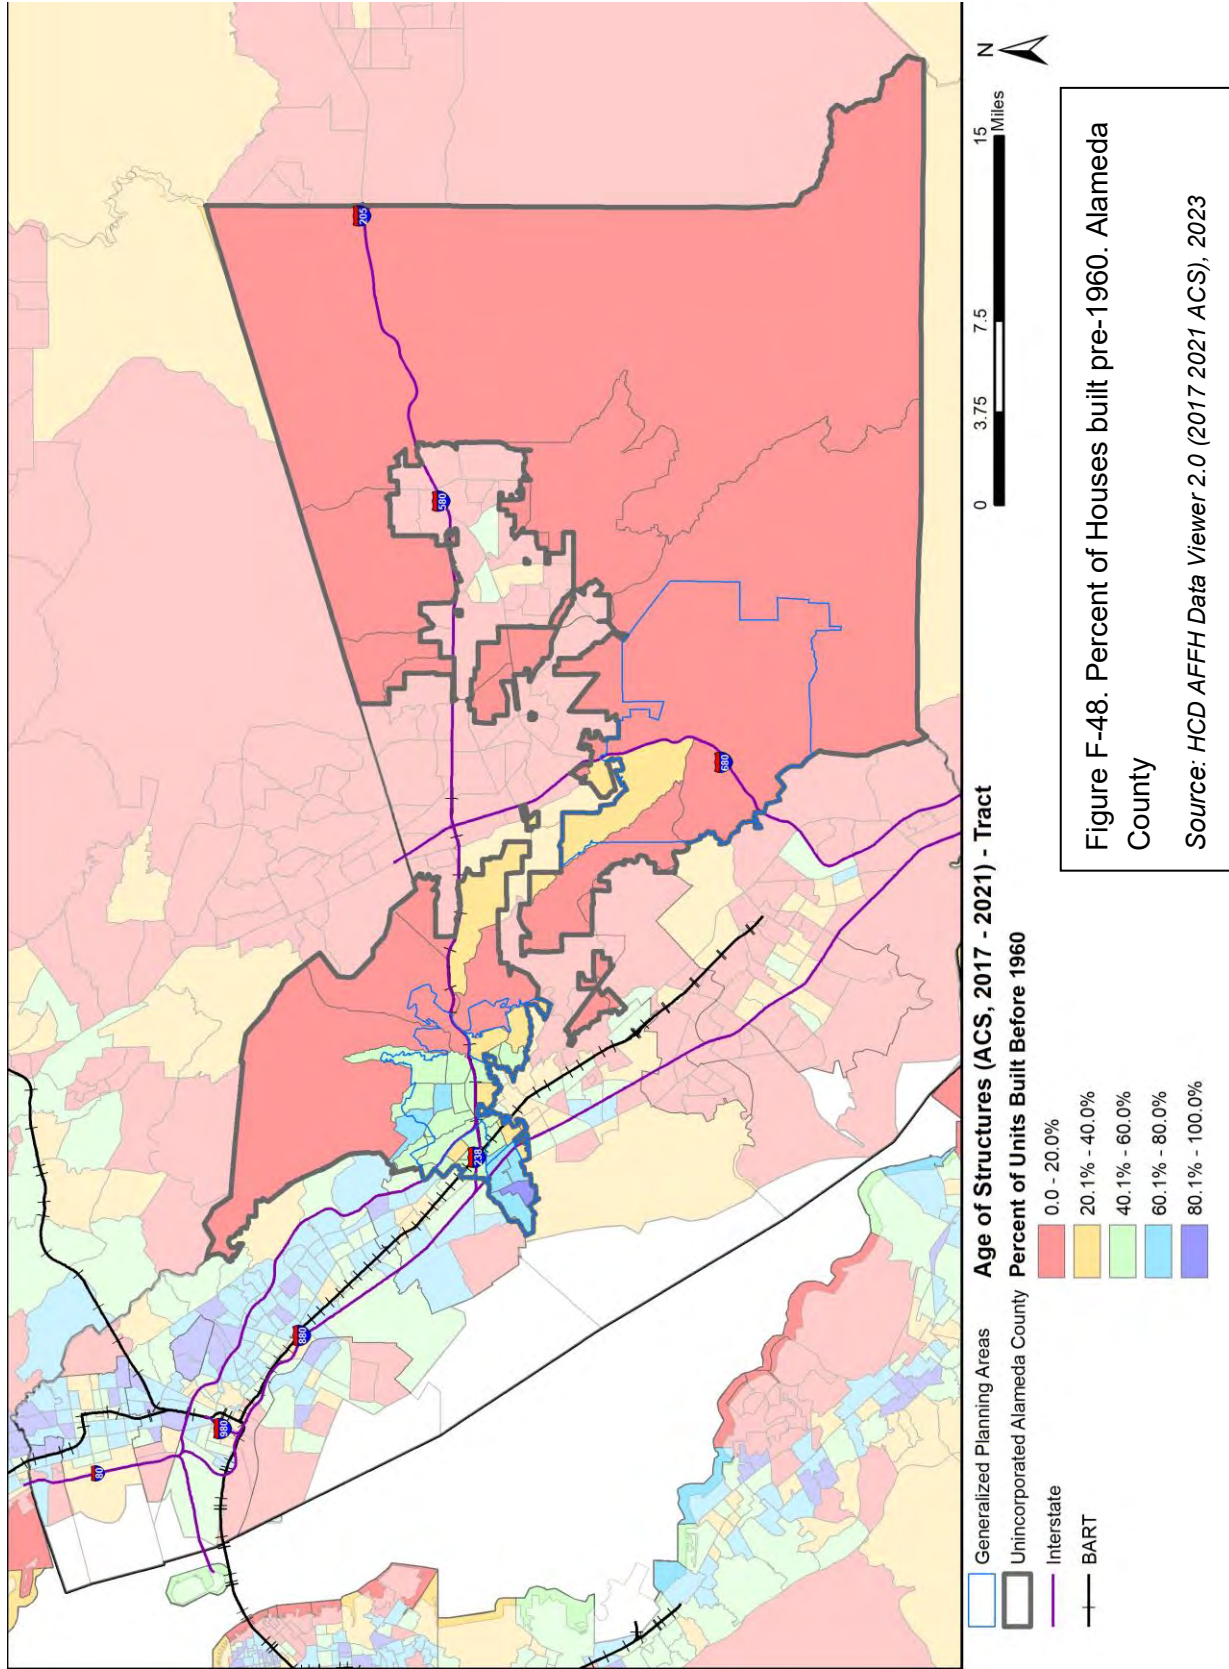 80
980
880
238
580
205
680
N
0 3.75 7.5 15
Miles
Generalized Planning Areas
Unincorporated Alameda County
Interstate
BART
Age of Structures (ACS, 2017 - 2021) - Tract
Percent of Units Built Before 1960
0.0 - 20.0%
20.1% - 40.0%
40.1% - 60.0%
60.1% - 80.0%
80.1% - 100.0%
Figure F-48. Percent of Houses built pre-1960. Alameda
County
Source: HCD AFFH Data Viewer 2.0 (2017 2021 ACS), 2023